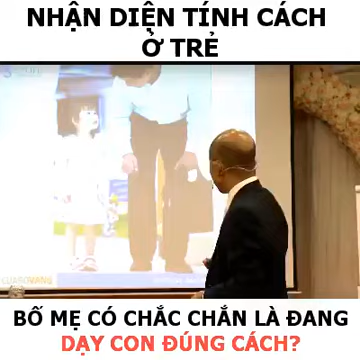 NHẬN DIỆN TÍNH CÁCH
Ở TRẺ
BỐ MẸ CÓ CHẮC CHẮN LÀ ĐANG
DẠY CON ĐÚNG CÁCH?